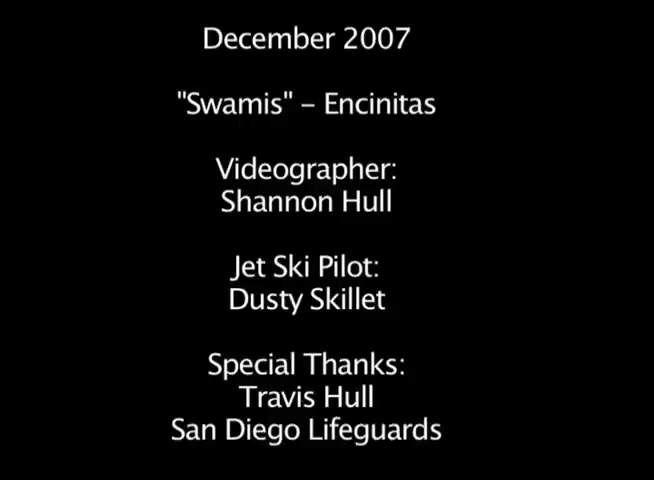 December 2007
"Swamis" – Encinitas
Videographer:
Shannon Hull
Jet Ski Pilot:
Dusty Skillet
Special Thanks:
Travis Hull
San Diego Lifeguards